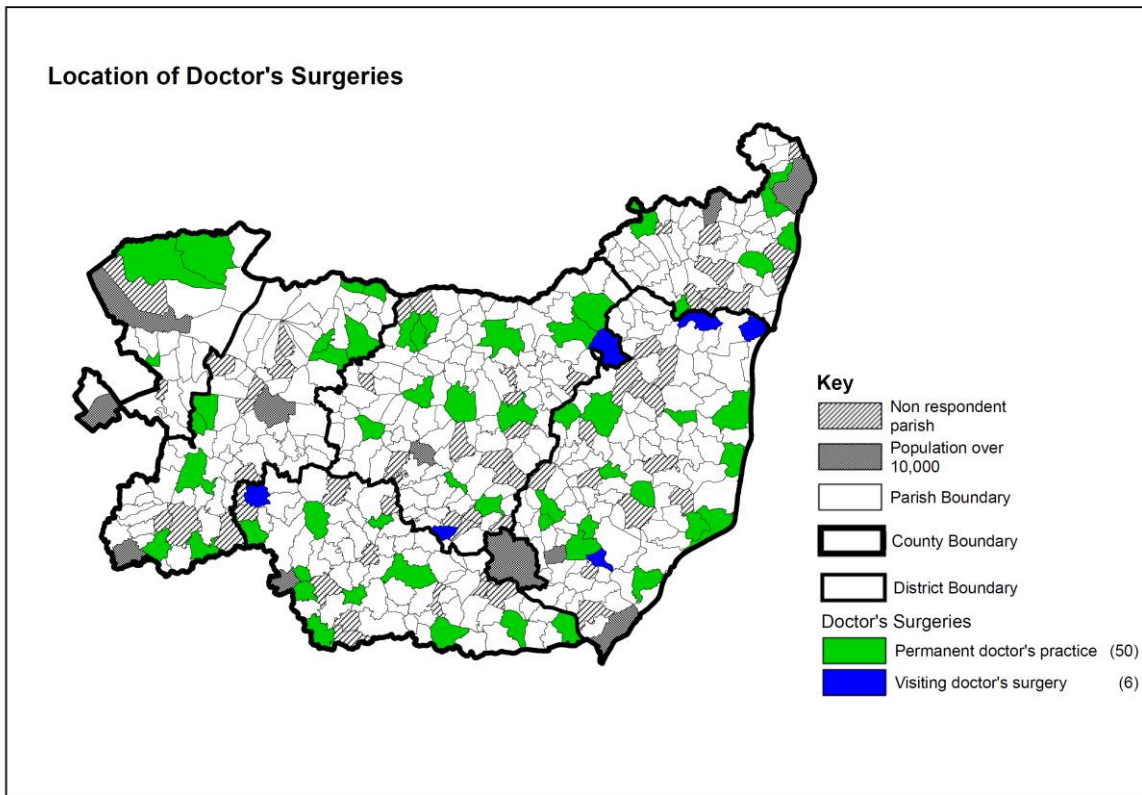 Location of Doctor's Surgeries
Key
Non respondent
parish
Population over
10,000
Parish Boundary
County Boundary
District Boundary
Doctor's Surgeries
Permanent doctor's practice (50)
Visiting doctor's surgery (6)